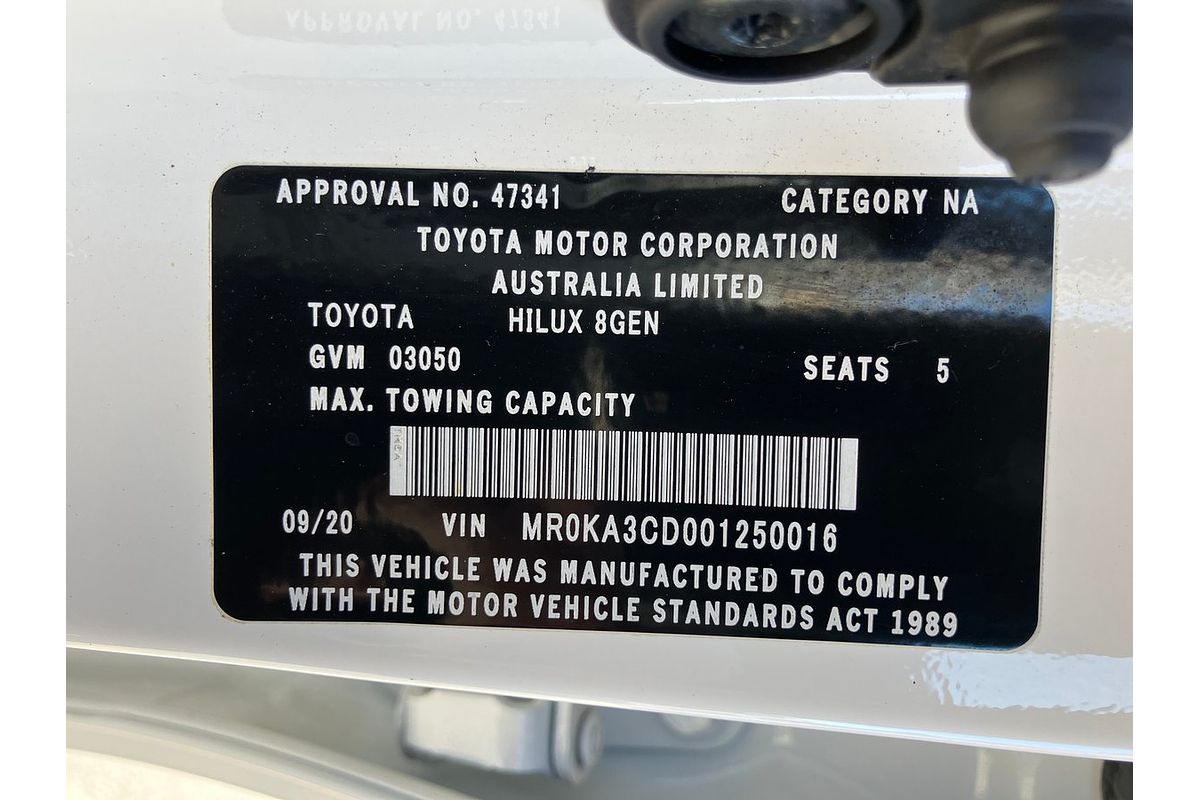 APPROVAL NO. 47341 CATEGORY NA
TOYOTA MOTOR CORPORATION
AUSTRALIA LIMITED
TOYOTA HILUX 8GEN
GVM 03050 SEATS 5
MAX. TOWING CAPACITY
TMCA
09/20 VIN MR0KA3CD001250016
THIS VEHICLE WAS MANUFACTURED TO COMPLY
WITH THE MOTOR VEHICLE STANDARDS ACT 1989